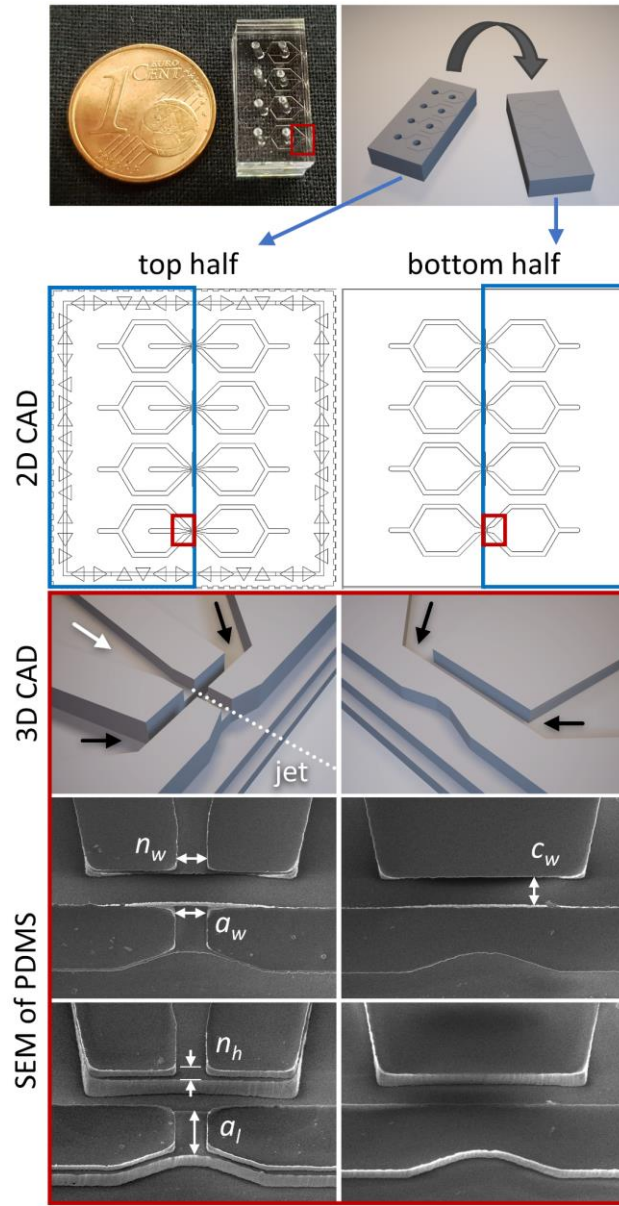 1
EURO
CENT
top half
bottom half
2D CAD
3D CAD
jet
SEM of PDMS
n_w
a_w
c_w
n_h
a_l